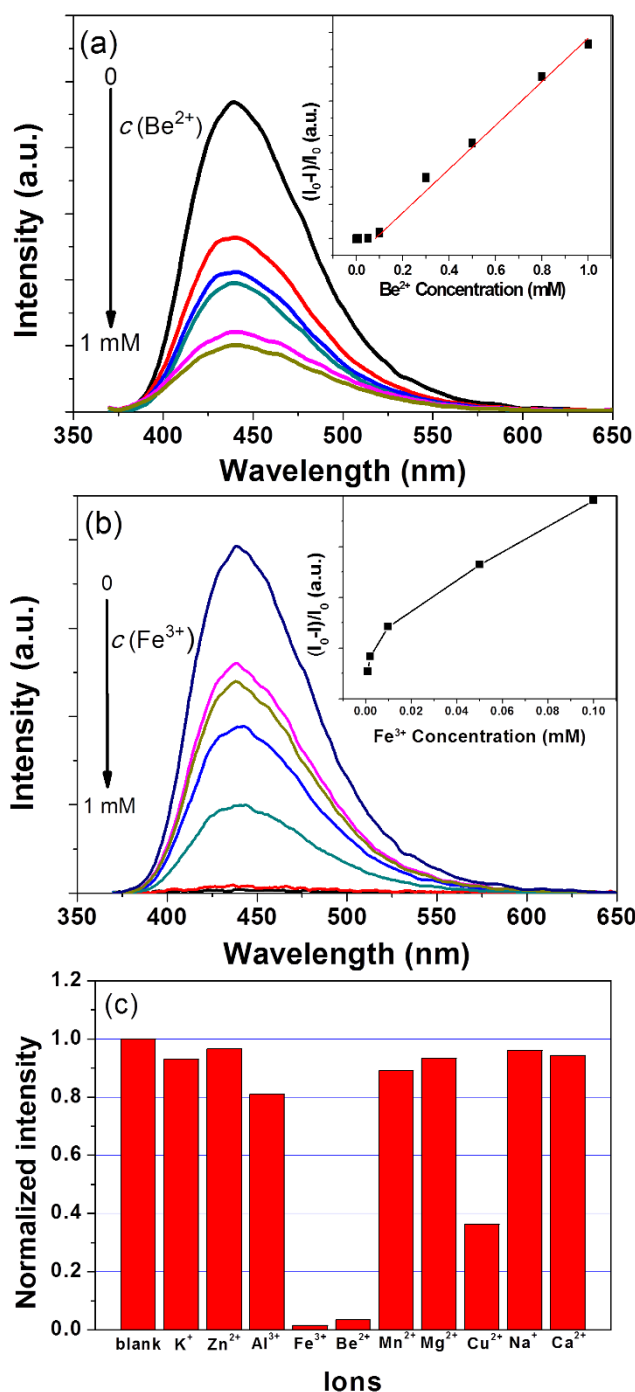 (a)
0
c (Be²⁺)
1 mM
Intensity (a.u.)
350 400 450 500 550 600 650
Wavelength (nm)
(I₀-I)/I₀ (a.u.)
0.0 0.2 0.4 0.6 0.8 1.0
Be²⁺ Concentration (mM)
(b)
0
c (Fe³⁺)
1 mM
Intensity (a.u.)
350 400 450 500 550 600 650
Wavelength (nm)
(I₀-I)/I₀ (a.u.)
0.00 0.02 0.04 0.06 0.08 0.10
Fe³⁺ Concentration (mM)
(c)
Normalized intensity
1.2
1.0
0.8
0.6
0.4
0.2
0.0
blank K⁺ Zn²⁺ Al³⁺ Fe³⁺ Be²⁺ Mn²⁺ Mg²⁺ Cu²⁺ Na⁺ Ca²⁺
Ions